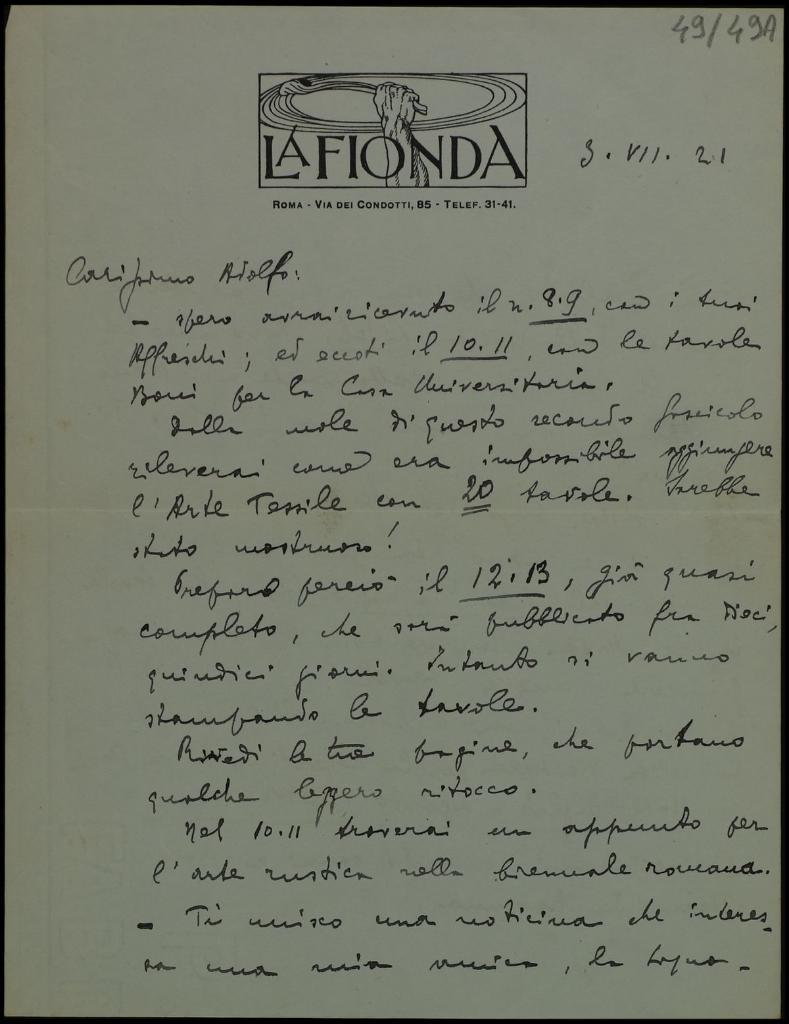 49/49A
LA FIONDA
ROMA - VIA DEI CONDOTTI, 85 - TELEF. 31-41.
3. VII. 21
Carissimo Adolfo:
— spero avrai ricevuto il n. 8.9, con i tuoi
Affreschi; ed eccoti il 10.11, con le tavole
Boni per la Casa Universitaria.
Dalla mole di questo secondo fascicolo
rileverai come era impossibile aggiungere
l'Arte Tessile con 20 tavole. Sarebbe
stato mostruoso!
Preparo perciò il 12.13, già quasi
completo, che sarà pubblicato fra dieci,
quindici giorni. Intanto si vanno
stampando le tavole.
Rivedi le tue pagine, che portano
qualche leggero ritocco.
Nel 10.11 troverai un appunto per
l'arte rustica nella biennale romana.
— Ti unisco una noticina che interes-
sa una mia amica, la